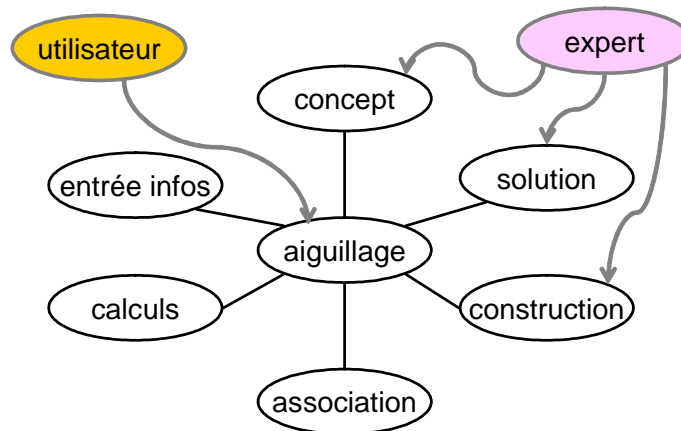 utilisateur
expert
concept
entrée infos
solution
aiguillage
calculs
construction
association